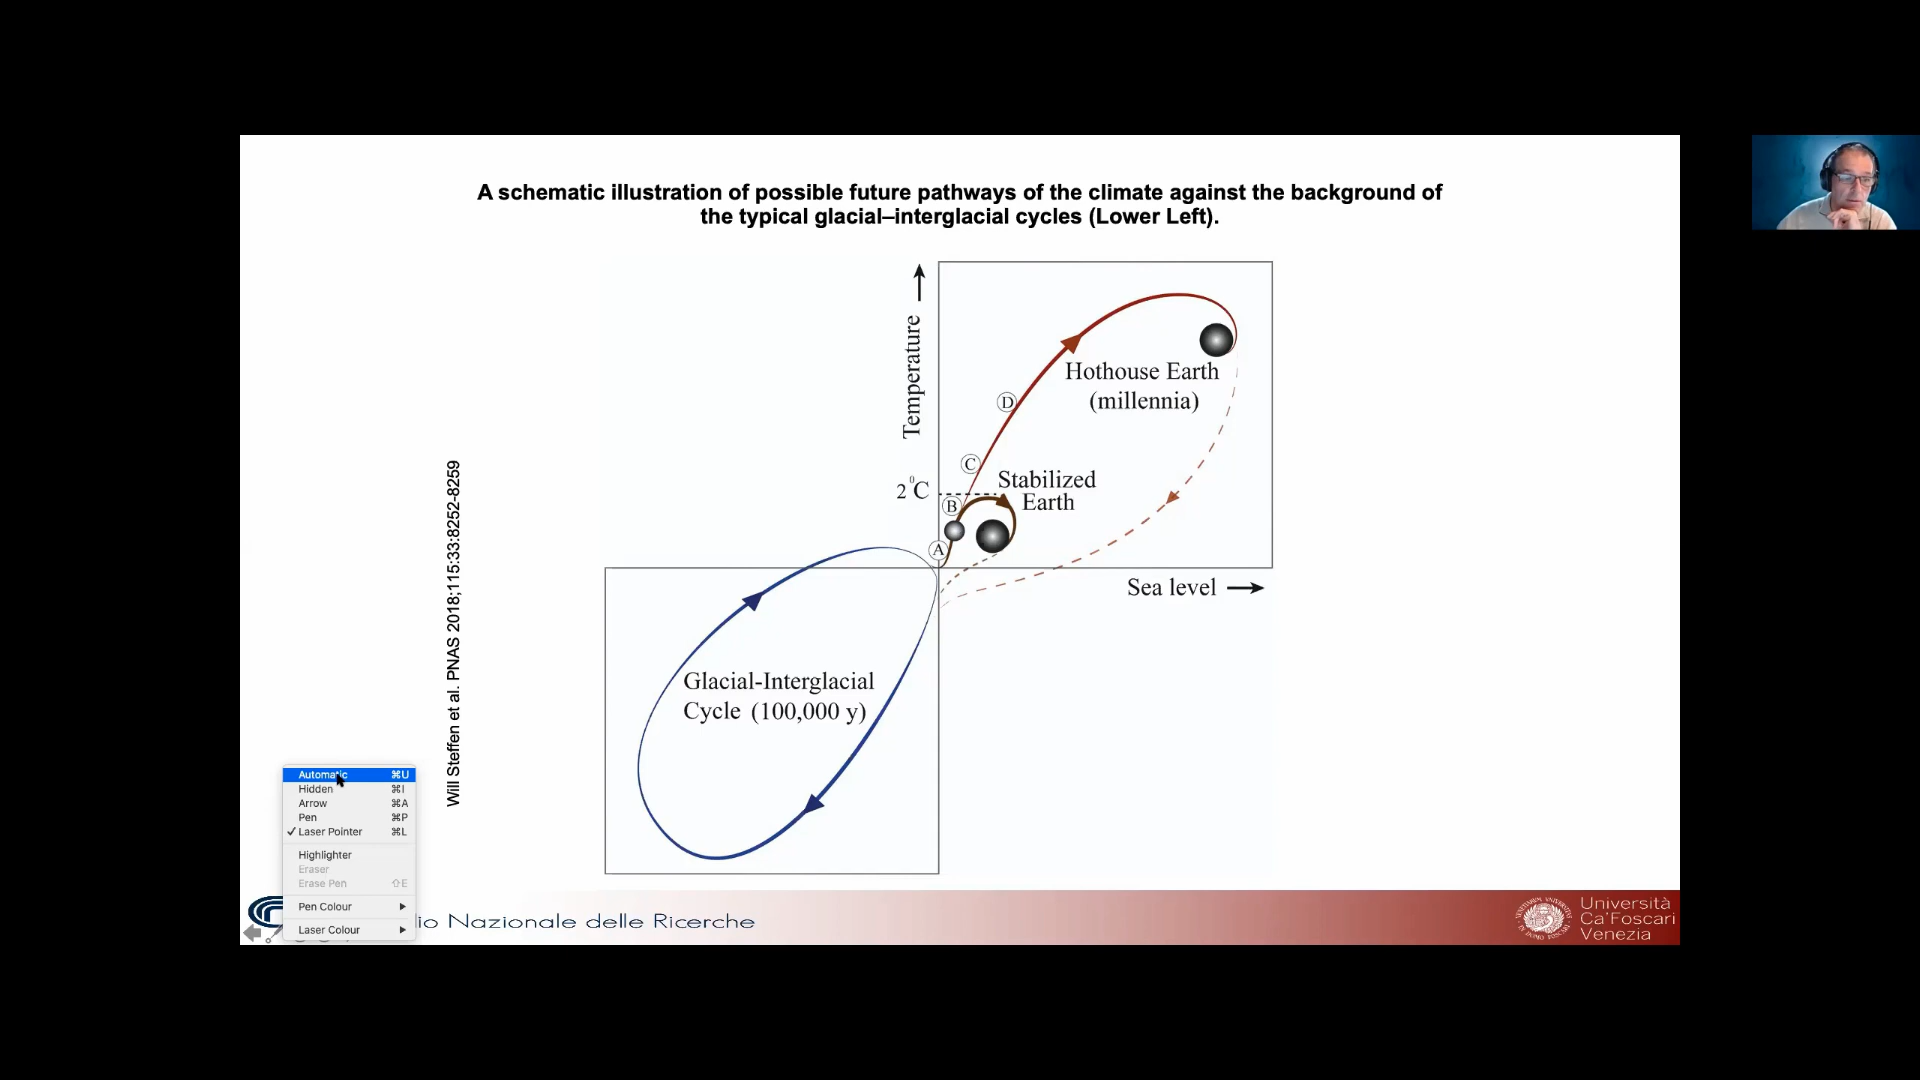 A schematic illustration of possible future pathways of the climate against the background of
the typical glacial–interglacial cycles (Lower Left).
Temperature
Hothouse Earth
(millennia)
D
C
2 °C
Stabilized
Earth
B
A
Sea level
Glacial-Interglacial
Cycle (100,000 y)
Will Steffen et al. PNAS 2018;115:33:8252-8259
Automatic ⌘U
Hidden ⌘I
Arrow ⌘A
Pen ⌘P
✓ Laser Pointer ⌘L
Highlighter
Eraser
Erase Pen ⇧E
Pen Colour
Laser Colour
io Nazionale delle Ricerche
Università
Ca'Foscari
Venezia